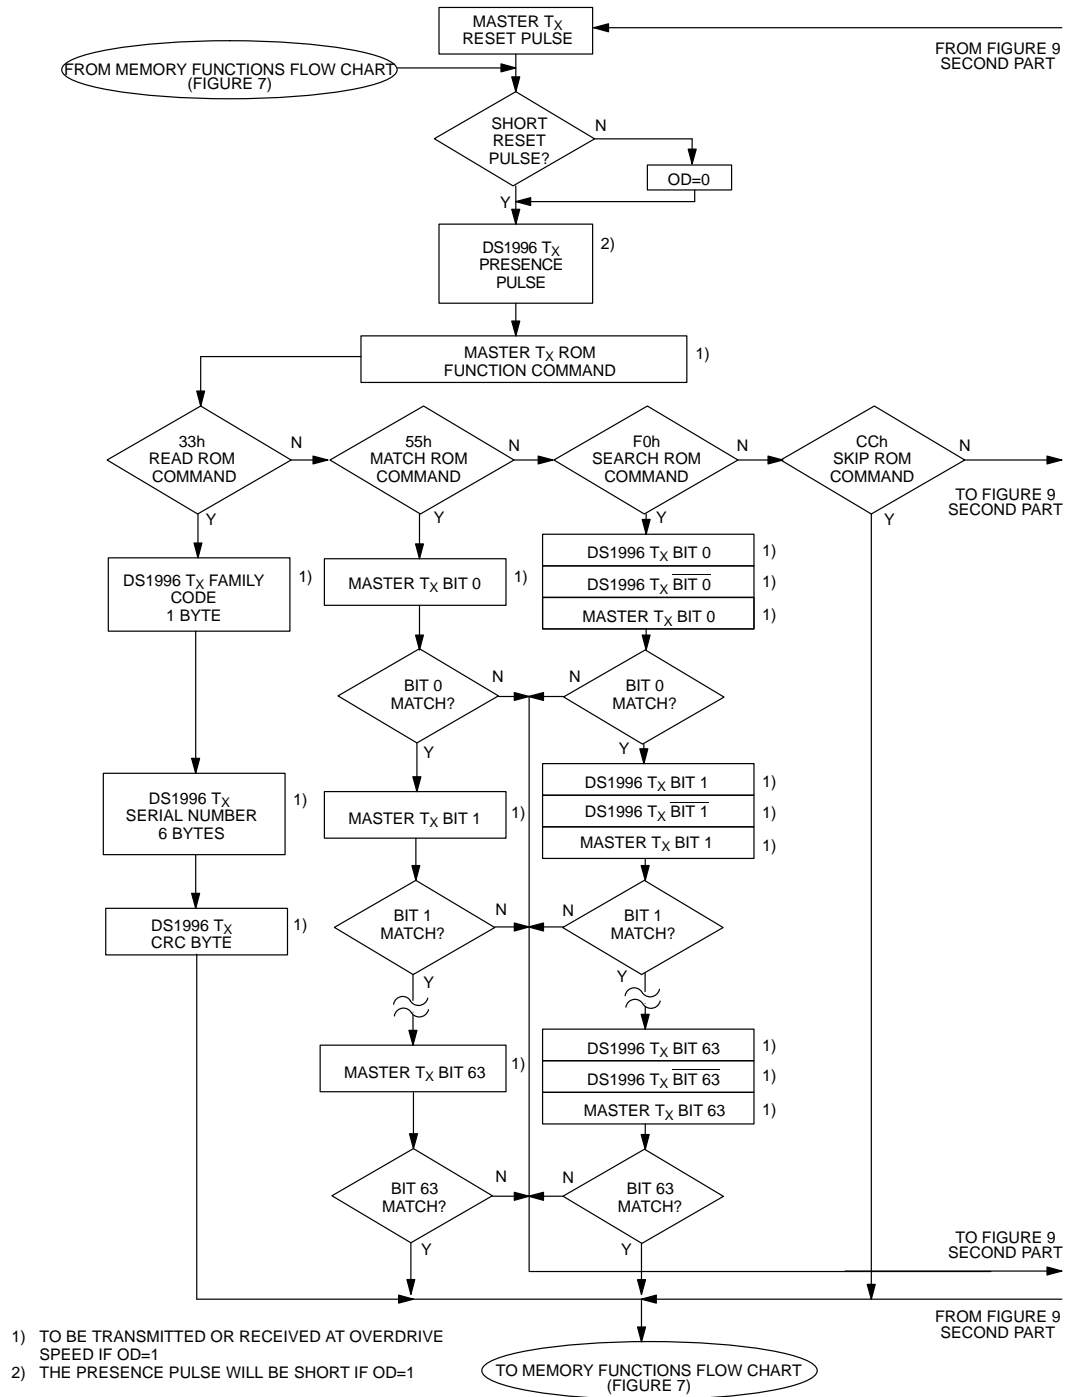 MASTER TX
RESET PULSE
FROM FIGURE 9
SECOND PART
FROM MEMORY FUNCTIONS FLOW CHART
(FIGURE 7)
SHORT
RESET
PULSE?
N
OD=0
Y
DS1996 TX
PRESENCE
PULSE
2)
MASTER TX ROM
FUNCTION COMMAND
1)
33h
READ ROM
COMMAND
N
Y
55h
MATCH ROM
COMMAND
N
Y
F0h
SEARCH ROM
COMMAND
N
Y
CCh
SKIP ROM
COMMAND
N
Y
TO FIGURE 9
SECOND PART
DS1996 TX FAMILY
CODE
1 BYTE
1)
DS1996 TX
SERIAL NUMBER
6 BYTES
1)
DS1996 TX
CRC BYTE
1)
MASTER TX BIT 0
1)
BIT 0
MATCH?
N
Y
MASTER TX BIT 1
1)
BIT 1
MATCH?
N
Y
MASTER TX BIT 63
1)
BIT 63
MATCH?
N
Y
DS1996 TX BIT 0
1)
DS1996 TX BIT 0
1)
MASTER TX BIT 0
1)
BIT 0
MATCH?
N
Y
DS1996 TX BIT 1
1)
DS1996 TX BIT 1
1)
MASTER TX BIT 1
1)
BIT 1
MATCH?
N
Y
DS1996 TX BIT 63
1)
DS1996 TX BIT 63
1)
MASTER TX BIT 63
1)
BIT 63
MATCH?
N
Y
TO FIGURE 9
SECOND PART
FROM FIGURE 9
SECOND PART
1) TO BE TRANSMITTED OR RECEIVED AT OVERDRIVE
SPEED IF OD=1
2) THE PRESENCE PULSE WILL BE SHORT IF OD=1
TO MEMORY FUNCTIONS FLOW CHART
(FIGURE 7)